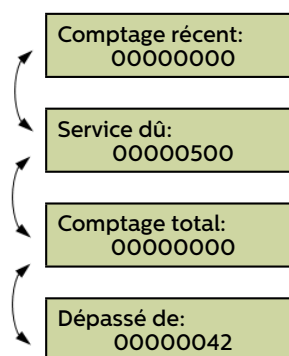 Comptage récent:
00000000
Service dû:
00000500
Comptage total:
00000000
Dépassé de:
00000042